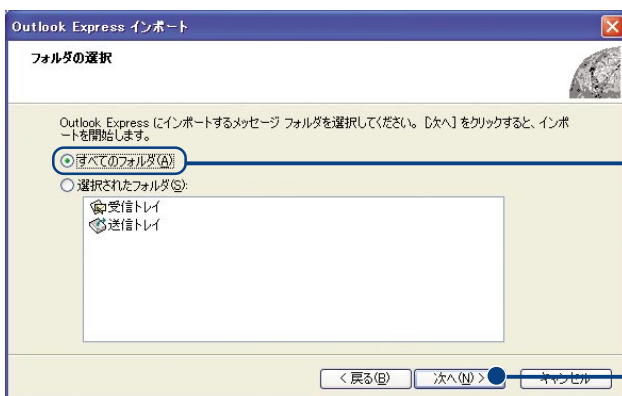 Outlook Express インポート
フォルダの選択
Outlook Express にインポートするメッセージ フォルダを選択してください。[次へ] をクリックすると、インポ
ートを開始します。
すべてのフォルダ(A)
選択されたフォルダ(S):
受信トレイ
送信トレイ
< 戻る(B)
次へ(N) >
キャンセル